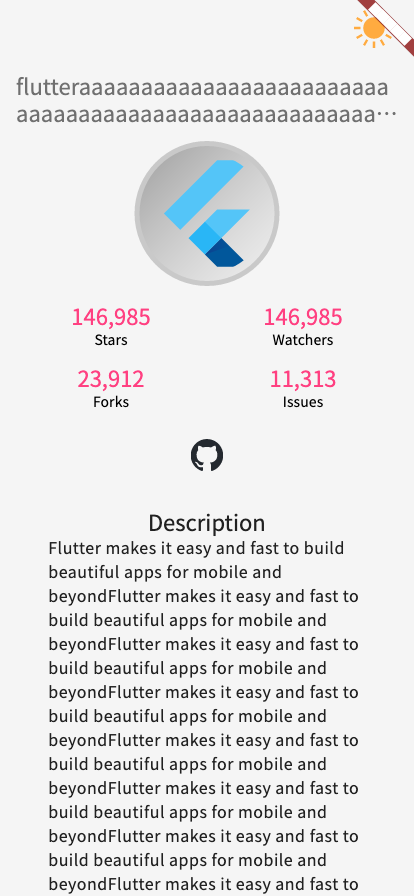 flutteraaaaaaaaaaaaaaaaaaaaaaaaa
aaaaaaaaaaaaaaaaaaaaaaaaaaaaa…
146,985
146,985
Stars
Watchers
23,912
11,313
Forks
Issues
Description
Flutter makes it easy and fast to build
beautiful apps for mobile and
beyondFlutter makes it easy and fast to
build beautiful apps for mobile and
beyondFlutter makes it easy and fast to
build beautiful apps for mobile and
beyondFlutter makes it easy and fast to
build beautiful apps for mobile and
beyondFlutter makes it easy and fast to
build beautiful apps for mobile and
beyondFlutter makes it easy and fast to
build beautiful apps for mobile and
beyondFlutter makes it easy and fast to
build beautiful apps for mobile and
beyondFlutter makes it easy and fast to